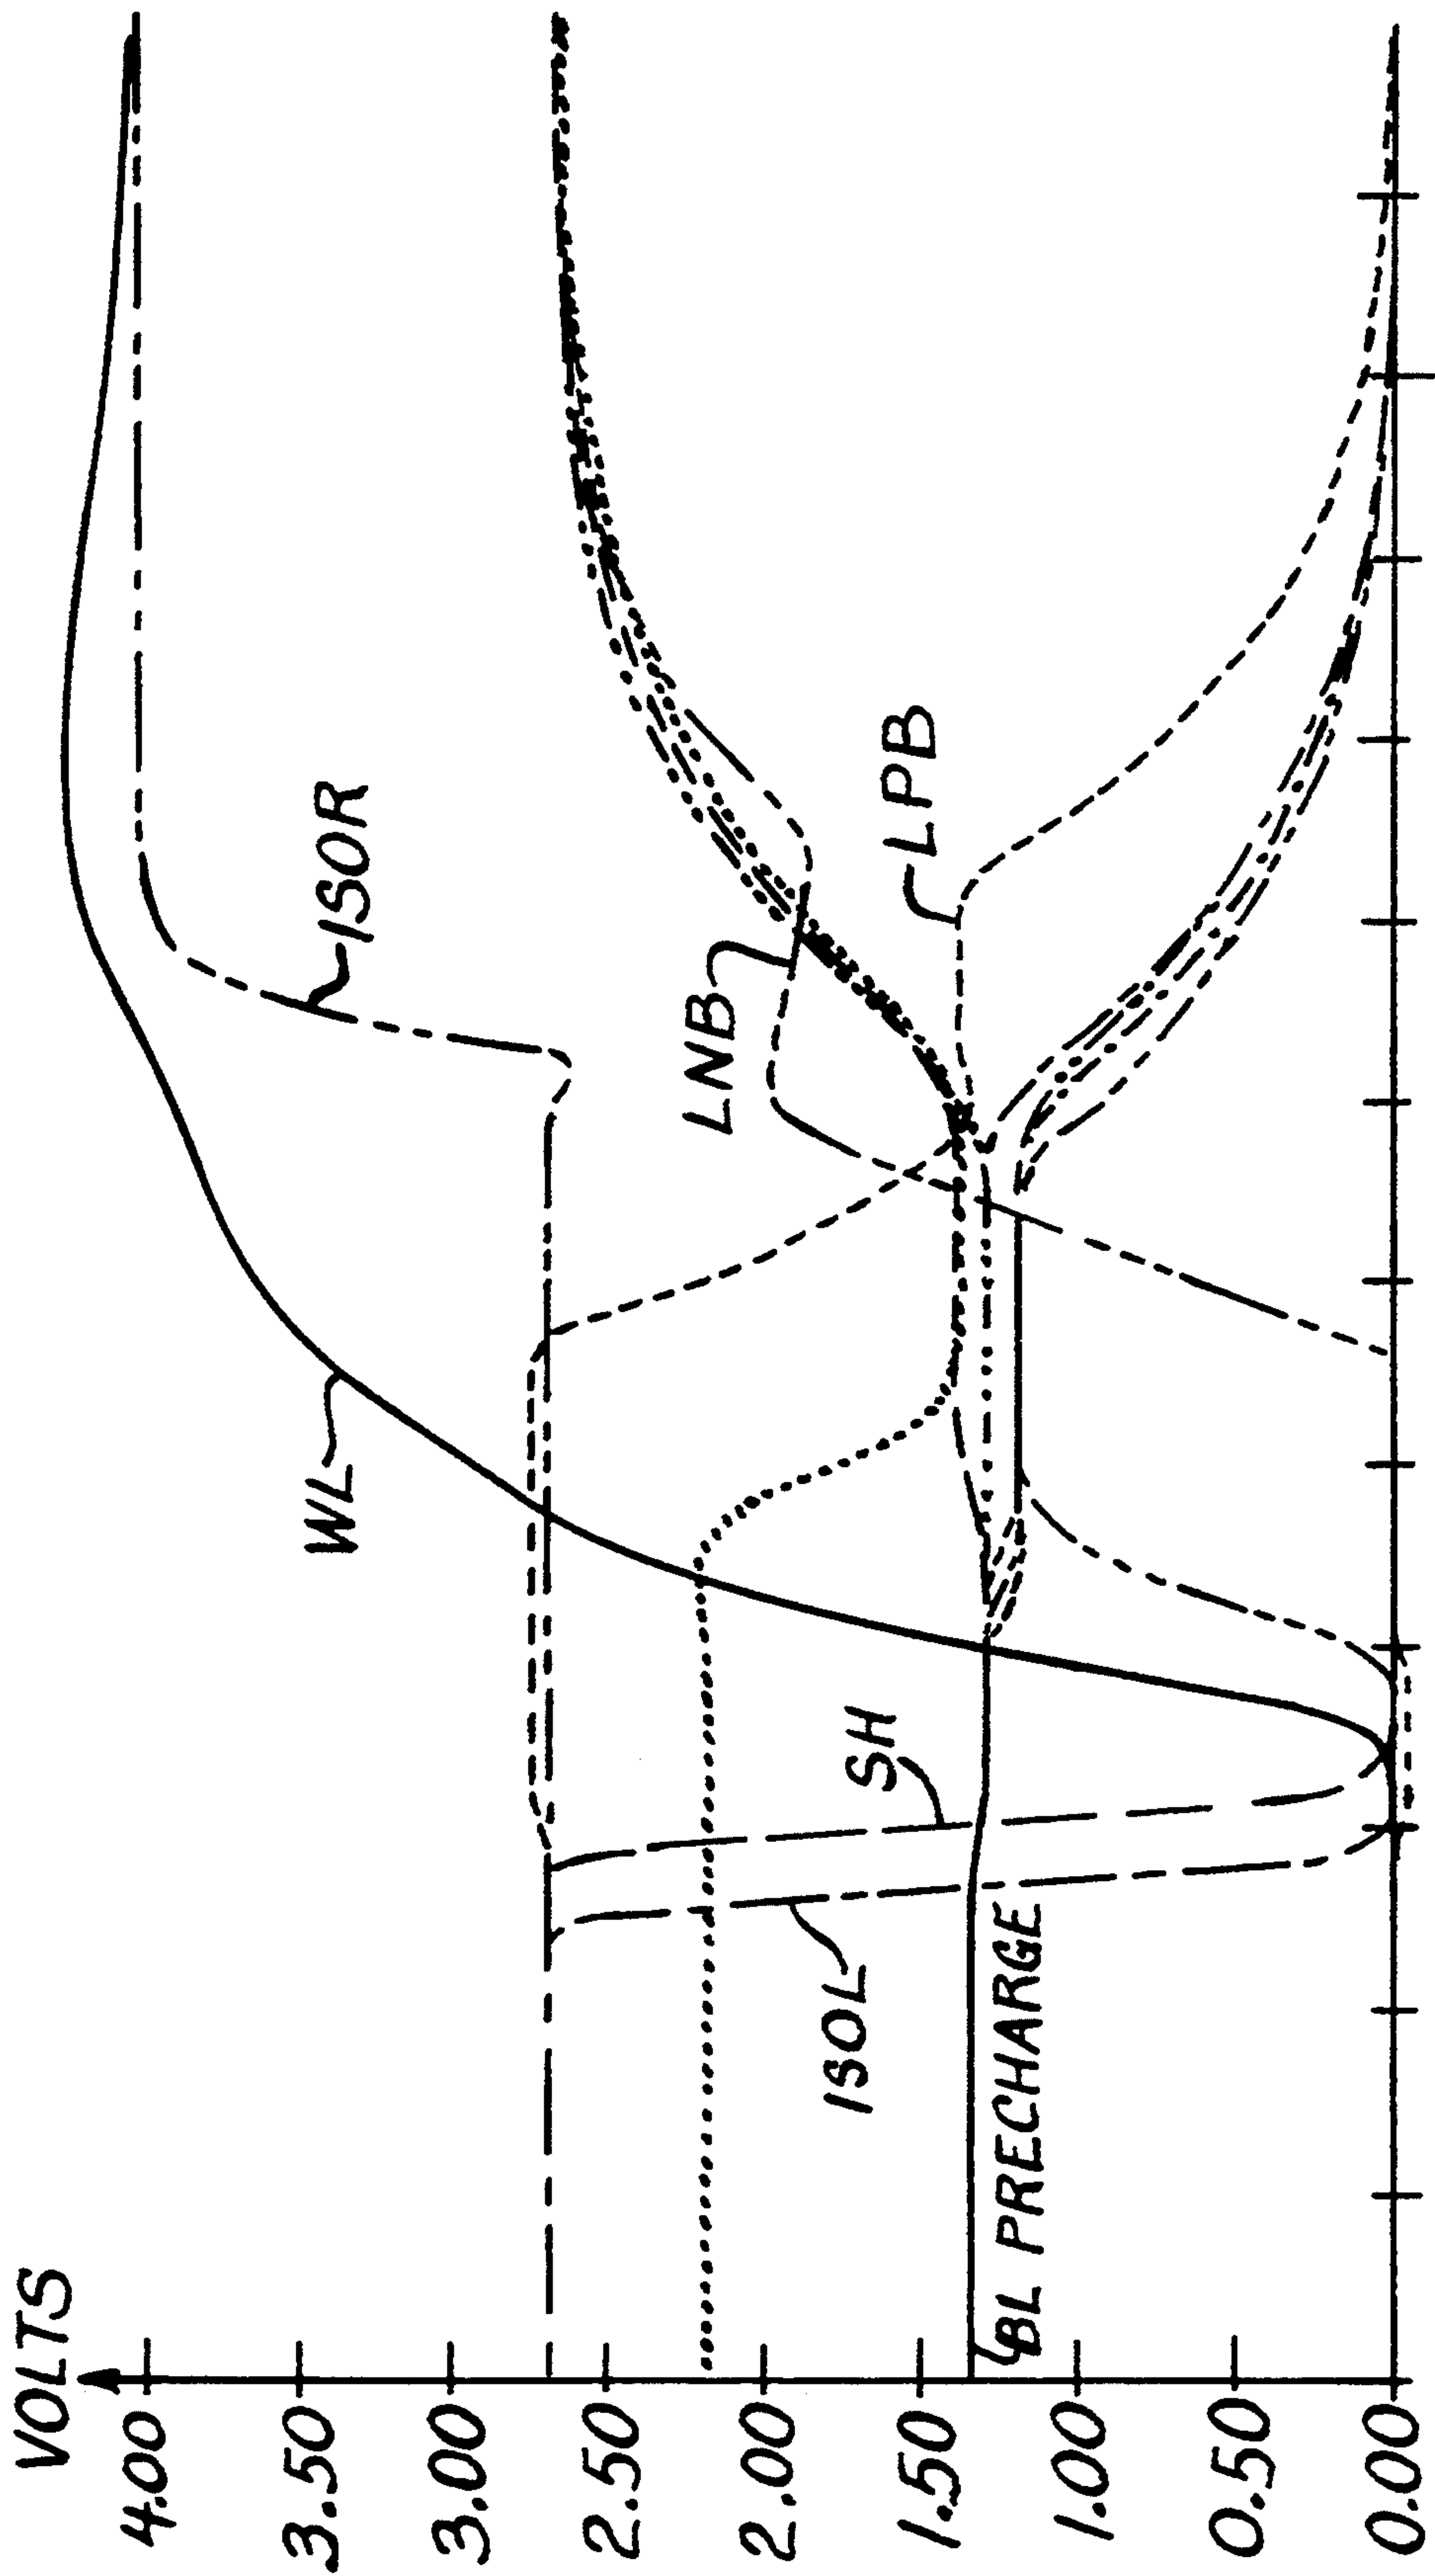 VOLTS
4.00
3.50
3.00
2.50
2.00
1.50
1.00
0.50
0.00
WL
ISOR
LNB
LPB
SH
ISOL
BL PRECHARGE